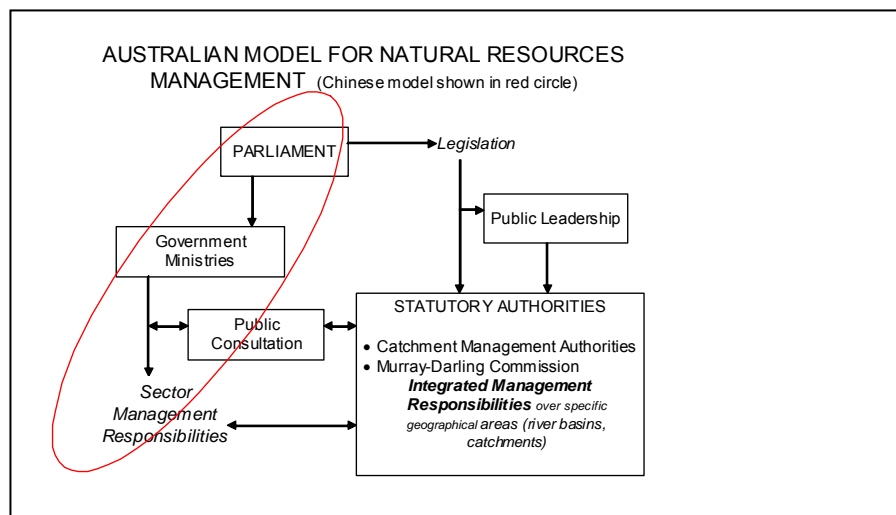 AUSTRALIAN MODEL FOR NATURAL RESOURCES
MANAGEMENT (Chinese model shown in red circle)
PARLIAMENT
Legislation
Public Leadership
Government
Ministries
STATUTORY AUTHORITIES
Public
Consultation
• Catchment Management Authorities
• Murray-Darling Commission
Integrated Management
Responsibilities over specific
geographical areas (river basins,
catchments)
Sector
Management
Responsibilities